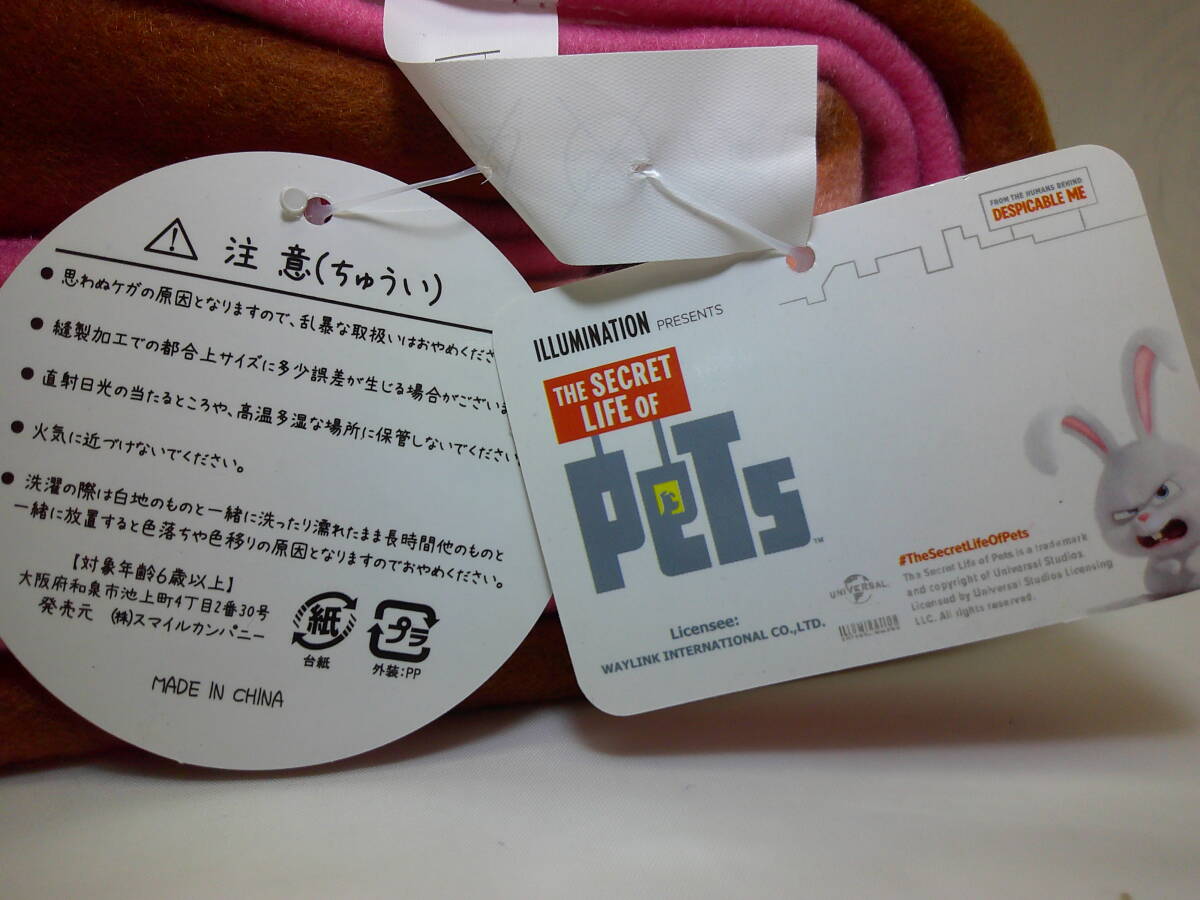 注意(ちゅうい)
● 思わぬケガの原因となりますので、乱暴な取扱いはおやめくださ
● 縫製加工での都合上サイズに多少誤差が生じる場合がございま
● 直射日光の当たるところや、高温多湿な場所に保管しないでください
● 火気に近づけないでください。
● 洗濯の際は白地のものと一緒に洗ったり濡れたまま長時間他のものと
一緒に放置すると色落ちや色移りの原因となりますのでおやめください。
【対象年齢6歳以上】
大阪府和泉市池上町4丁目2番30号
発売元 (株)スマイルカンパニー
紙
台紙
プラ
外装:PP
MADE IN CHINA
FROM THE HUMANS BEHIND
DESPICABLE ME
ILLUMINATION PRESENTS
THE SECRET
LIFE OF
PeTs™
Licensee:
WAYLINK INTERNATIONAL CO.,LTD.
UNIVERSAL
ILLUMINATION
#TheSecretLifeOfPets
The Secret Life of Pets is a trademark
and copyright of Universal Studios.
Licensed by Universal Studios Licensing
LLC. All rights reserved.